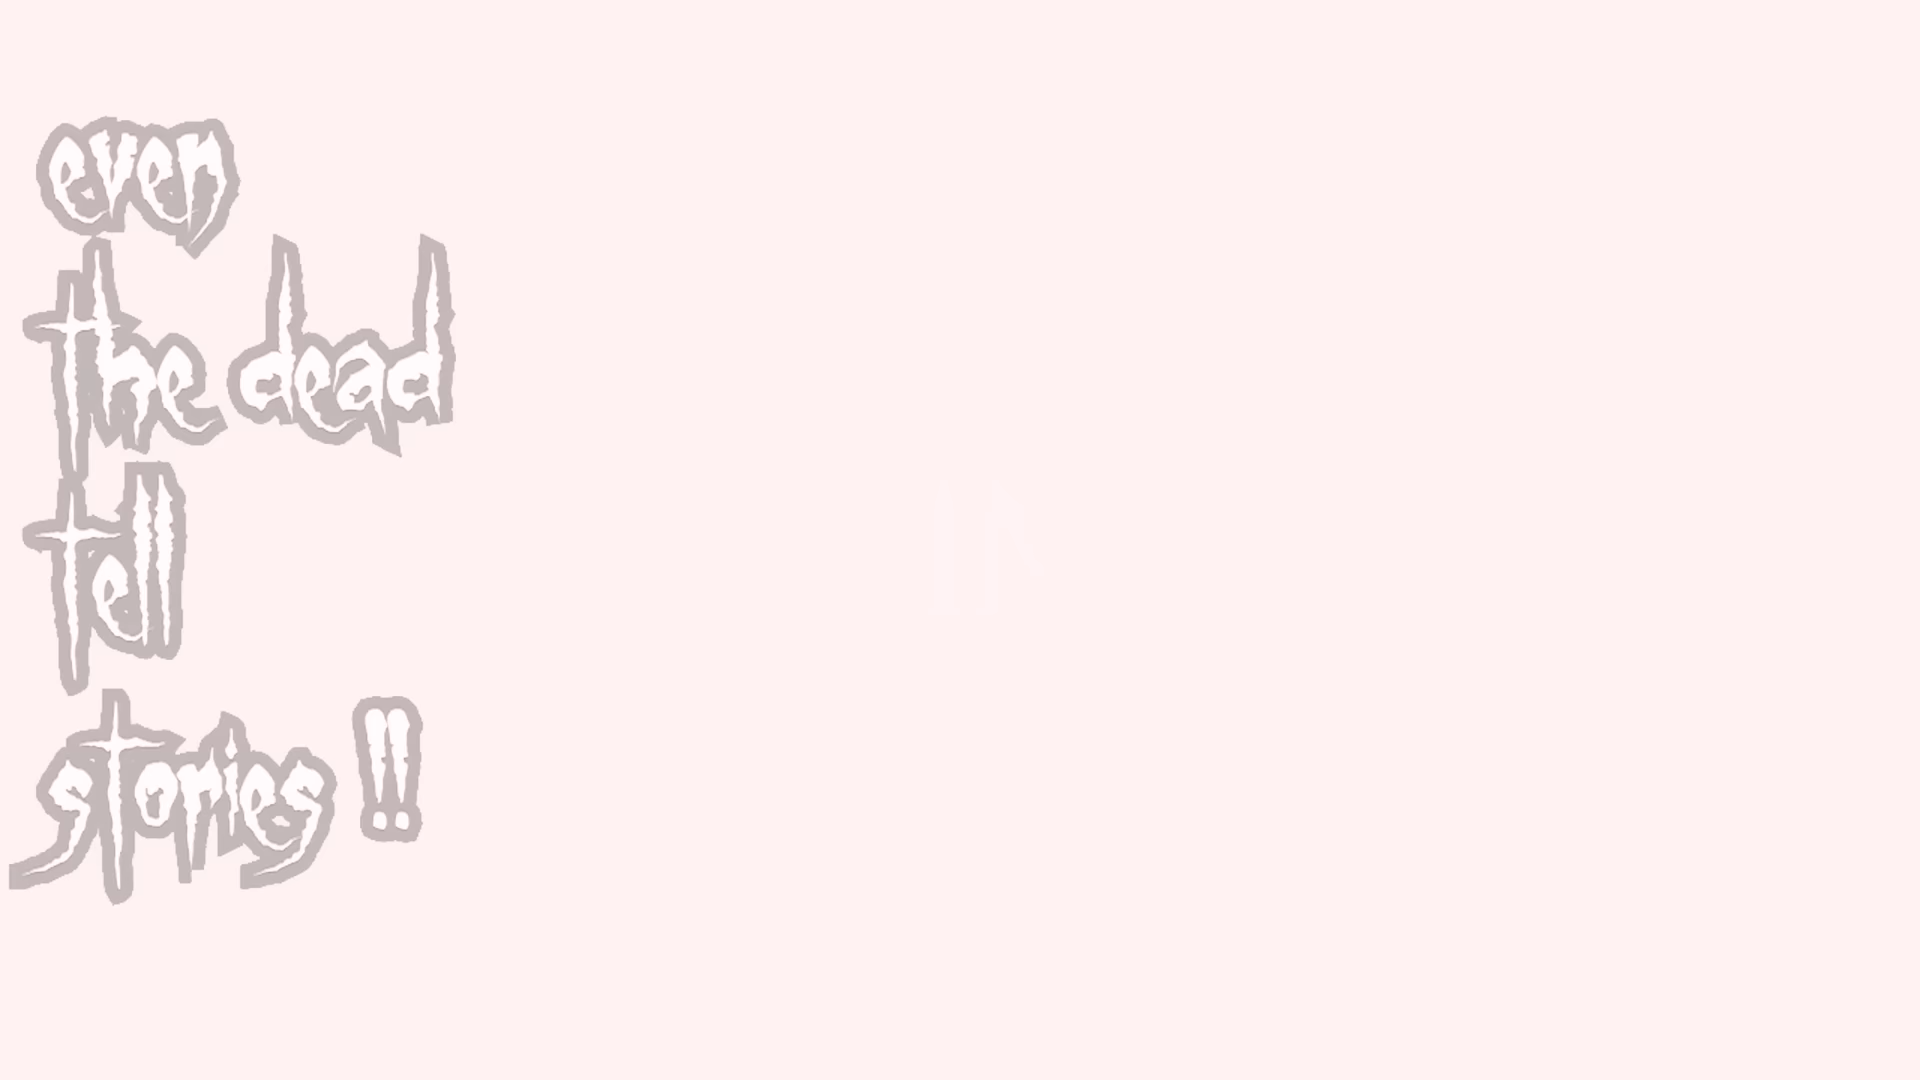 even
the dead
tell
stories !!